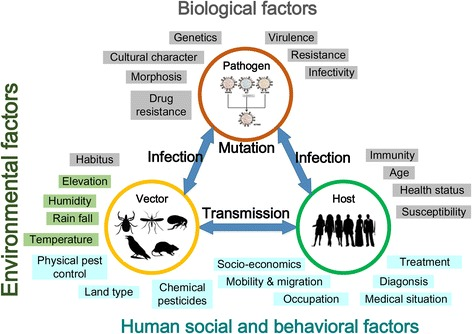 Biological factors
Genetics
Virulence
Cultural character
Resistance
Morphosis
Pathogen
Infectivity
Drug
resistance
Environmental factors
Infection
Mutation
Infection
Habitus
Immunity
Elevation
Age
Humidity
Vector
Host
Health status
Rain fall
Transmission
Susceptibility
Temperature
Physical pest
control
Socio-economics
Treatment
Land type
Chemical
pesticides
Mobility & migration
Diagonsis
Occupation
Medical situation
Human social and behavioral factors